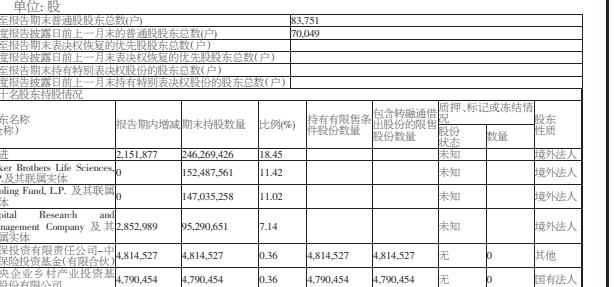 单位: 股
至报告期末普通股股东总数(户) 83,751
度报告披露日前上一月末的普通股股东总数(户) 70,049
至报告期末表决权恢复的优先股股东总数（户）
度报告披露日前上一月末表决权恢复的优先股股东总数(户)
至报告期末持有特别表决权股份的股东总数(户)
度报告披露日前上一月末持有特别表决权股份的股东总数(户)
十名股东持股情况
东名称
全称） 报告期内增减 期末持股数量 比例(%) 持有有限售条件股份数量 包含转融通借出股份的限售股份数量 质押、标记或冻结情况 股东性质
股份状态 数量
进 2,151,877 246,269,426 18.45 未知 境外法人
ker Brothers Life Sciences,
P.及其联属实体 0 152,487,561 11.42 未知 境外法人
oling Fund, L.P. 及其联属
体 0 147,035,258 11.02 未知 境外法人
pital Research and
nagement Company 及其
属实体 2,852,989 95,290,651 7.14 未知 境外法人
保投资有限责任公司-中
保险投资基金(有限合伙) 4,814,527 4,814,527 0.36 4,814,527 4,814,527 无 0 其他
央企业乡村产业投资基
股份有限公司 4,790,454 4,790,454 0.36 4,790,454 4,790,454 无 0 国有法人